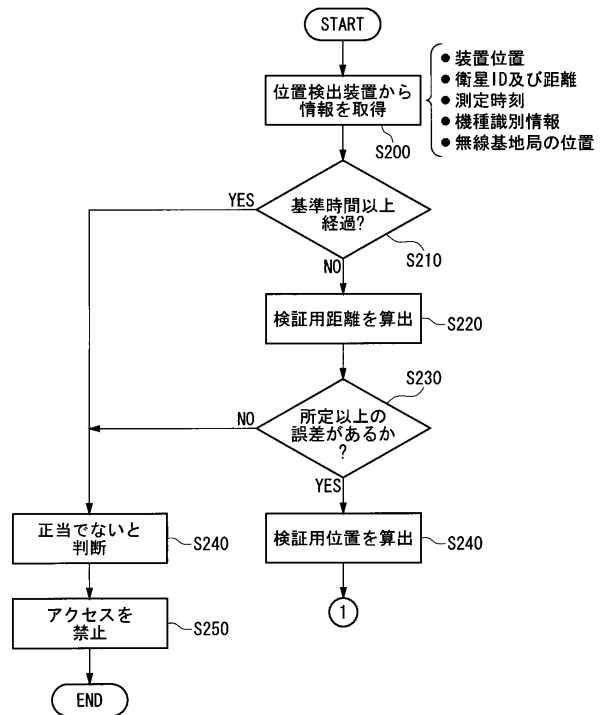 START
位置検出装置から
情報を取得
S200
● 装置位置
● 衛星ID及び距離
● 測定時刻
● 機種識別情報
● 無線基地局の位置
基準時間以上
経過?
YES
S210
NO
検証用距離を算出
S220
S230
所定以上の
誤差があるか
?
NO
YES
正当でないと
判断
S240
検証用位置を算出
S240
アクセスを
禁止
S250
1
END